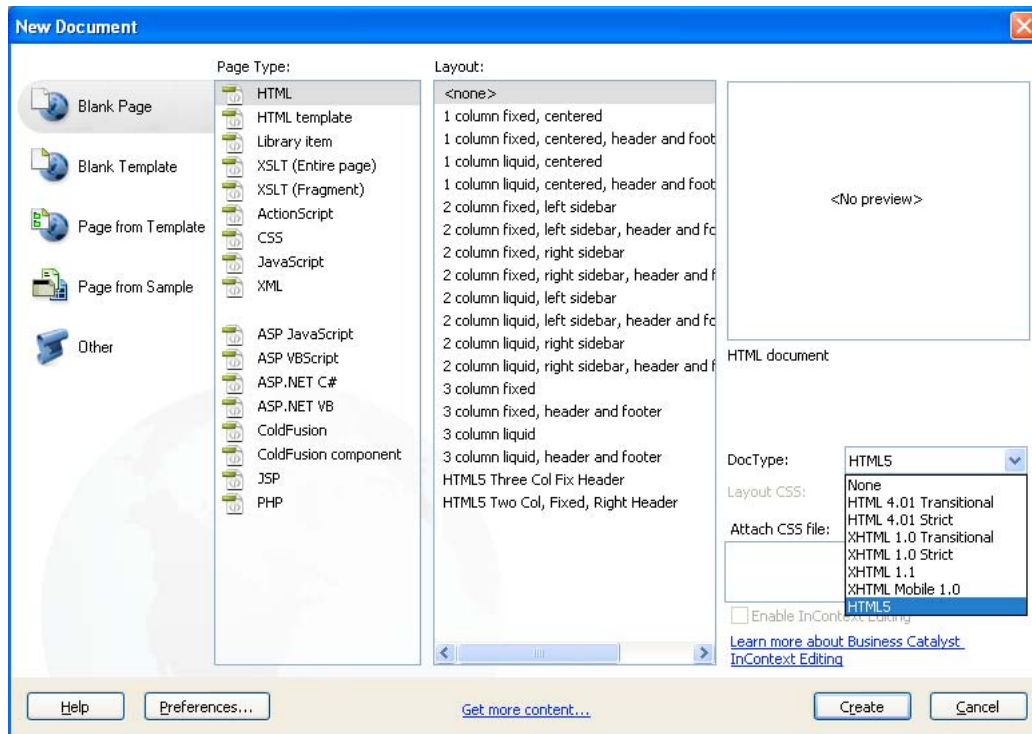 New Document
Page Type:
Layout:
Blank Page
Blank Template
Page from Template
Page from Sample
Other
HTML
HTML template
Library item
XSLT (Entire page)
XSLT (Fragment)
ActionScript
CSS
JavaScript
XML
ASP JavaScript
ASP VBScript
ASP.NET C#
ASP.NET VB
ColdFusion
ColdFusion component
JSP
PHP
<none>
1 column fixed, centered
1 column fixed, centered, header and foot
1 column liquid, centered
1 column liquid, centered, header and foot
2 column fixed, left sidebar
2 column fixed, left sidebar, header and fo
2 column fixed, right sidebar
2 column fixed, right sidebar, header and f
2 column liquid, left sidebar
2 column liquid, left sidebar, header and fo
2 column liquid, right sidebar
2 column liquid, right sidebar, header and f
3 column fixed
3 column fixed, header and footer
3 column liquid
3 column liquid, header and footer
HTML5 Three Col Fix Header
HTML5 Two Col, Fixed, Right Header
<No preview>
HTML document
DocType: HTML5
Layout CSS:
Attach CSS file:
None
HTML 4.01 Transitional
HTML 4.01 Strict
XHTML 1.0 Transitional
XHTML 1.0 Strict
XHTML 1.1
XHTML Mobile 1.0
HTML5
Enable InContext Editing
Learn more about Business Catalyst
InContext Editing
Help
Preferences...
Get more content...
Create
Cancel